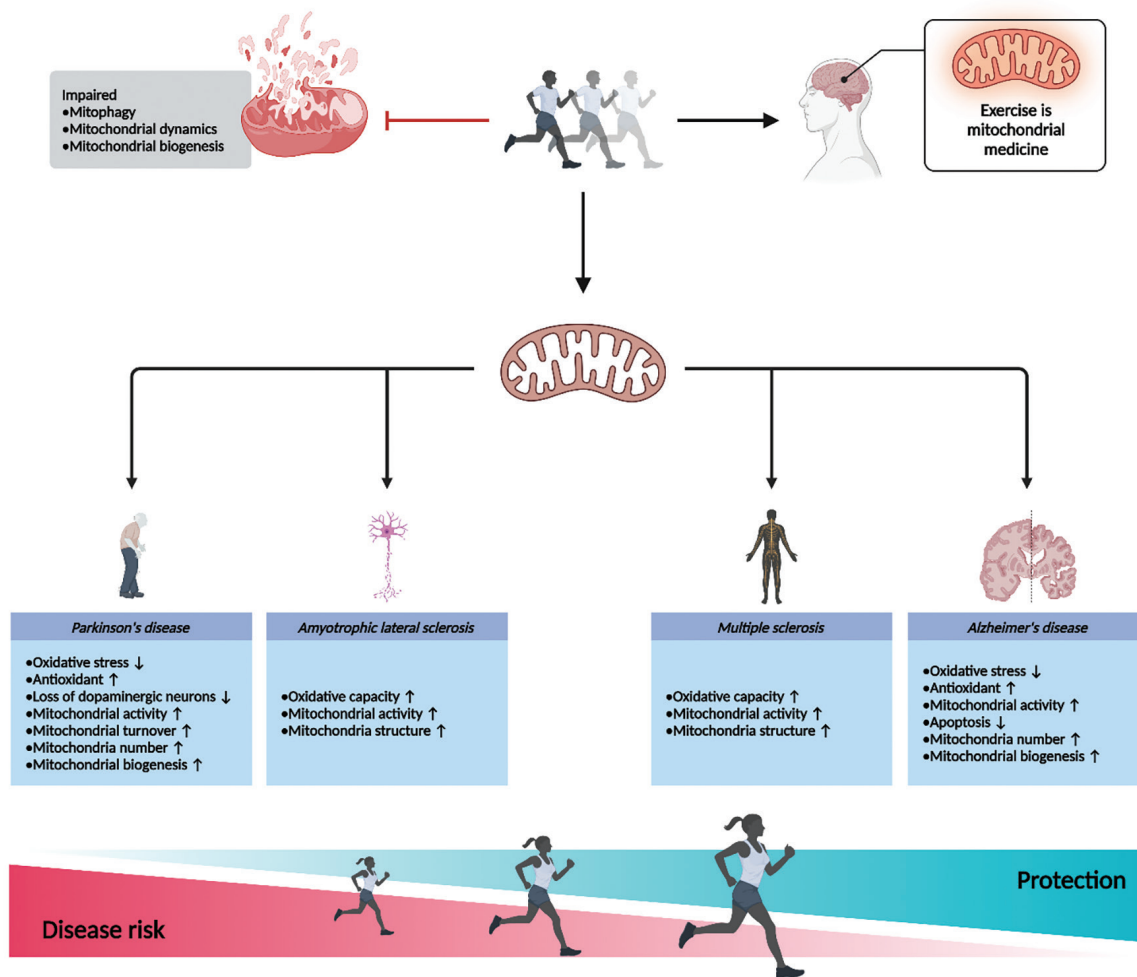 Impaired
●Mitophagy
●Mitochondrial dynamics
●Mitochondrial biogenesis
Exercise is
mitochondrial
medicine
Parkinson's disease
●Oxidative stress ↓
●Antioxidant ↑
●Loss of dopaminergic neurons ↓
●Mitochondrial activity ↑
●Mitochondrial turnover ↑
●Mitochondria number ↑
●Mitochondrial biogenesis ↑
Amyotrophic lateral sclerosis
●Oxidative capacity ↑
●Mitochondrial activity ↑
●Mitochondria structure ↑
Multiple sclerosis
●Oxidative capacity ↑
●Mitochondrial activity ↑
●Mitochondria structure ↑
Alzheimer's disease
●Oxidative stress ↓
●Antioxidant ↑
●Mitochondrial activity ↑
●Apoptosis ↓
●Mitochondria number ↑
●Mitochondrial biogenesis ↑
Protection
Disease risk